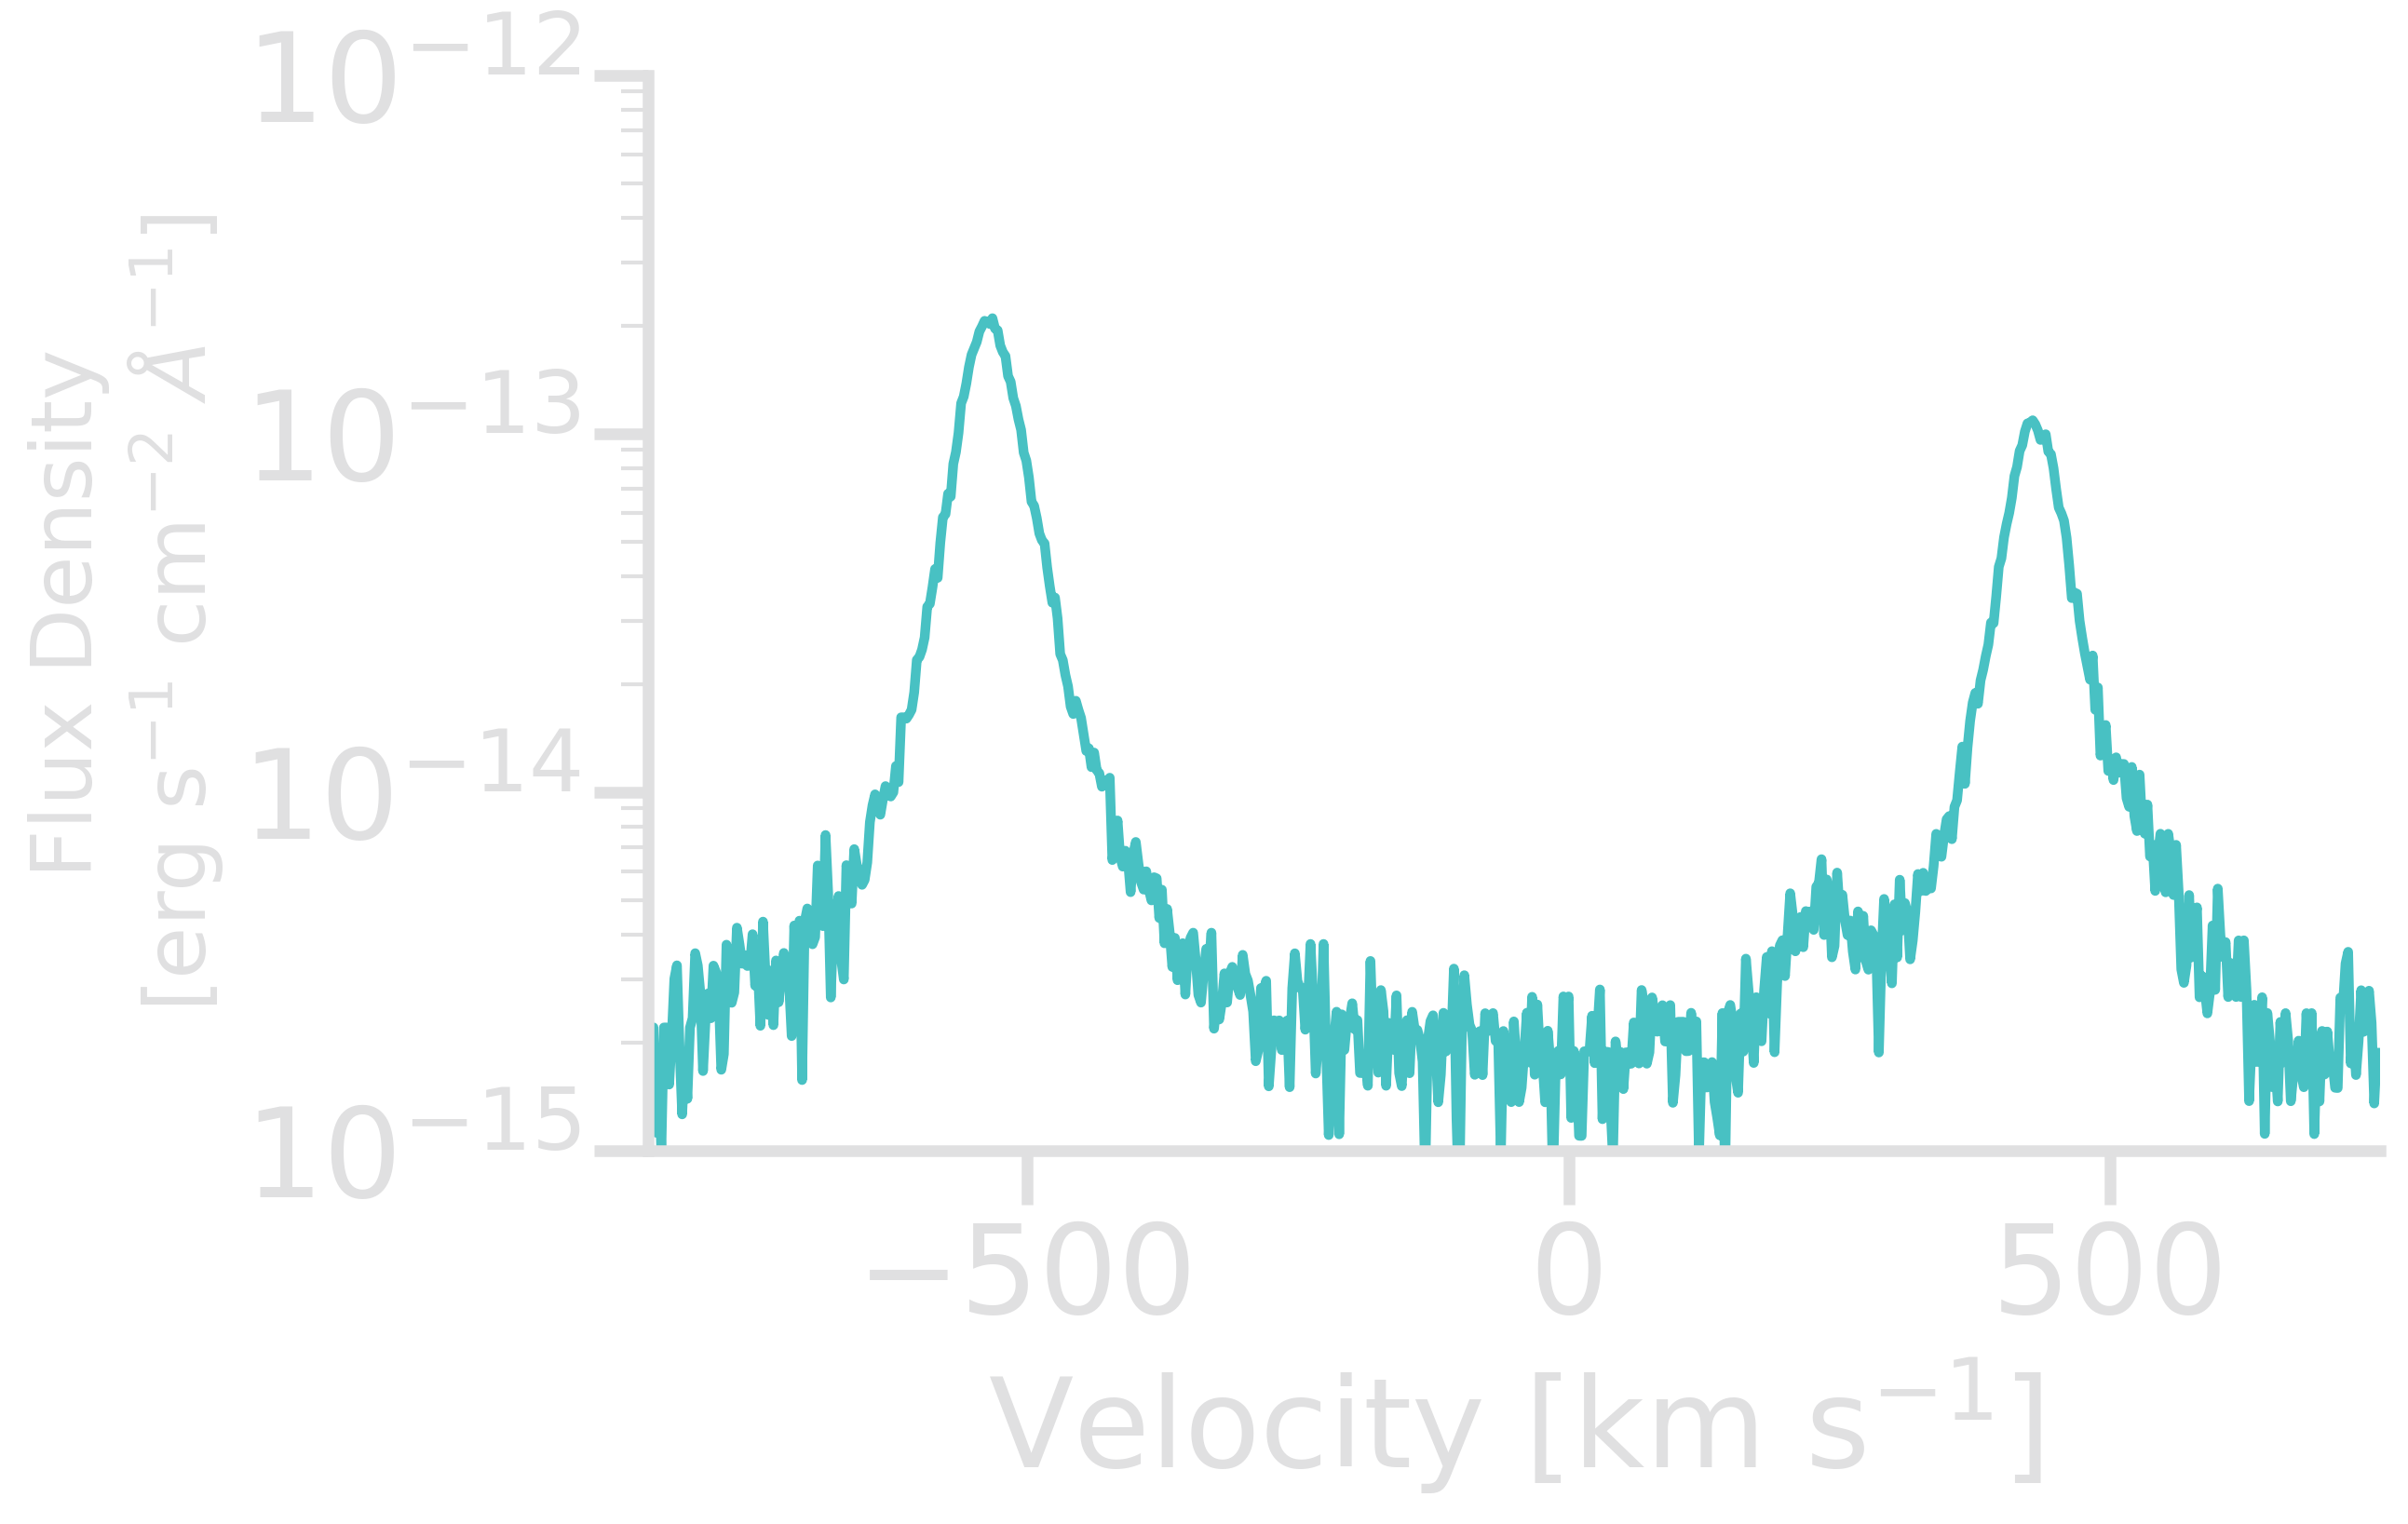 Flux Density
[erg s⁻¹ cm⁻² Å⁻¹]
10⁻¹²
10⁻¹³
10⁻¹⁴
10⁻¹⁵
−500 0 500
Velocity [km s⁻¹]